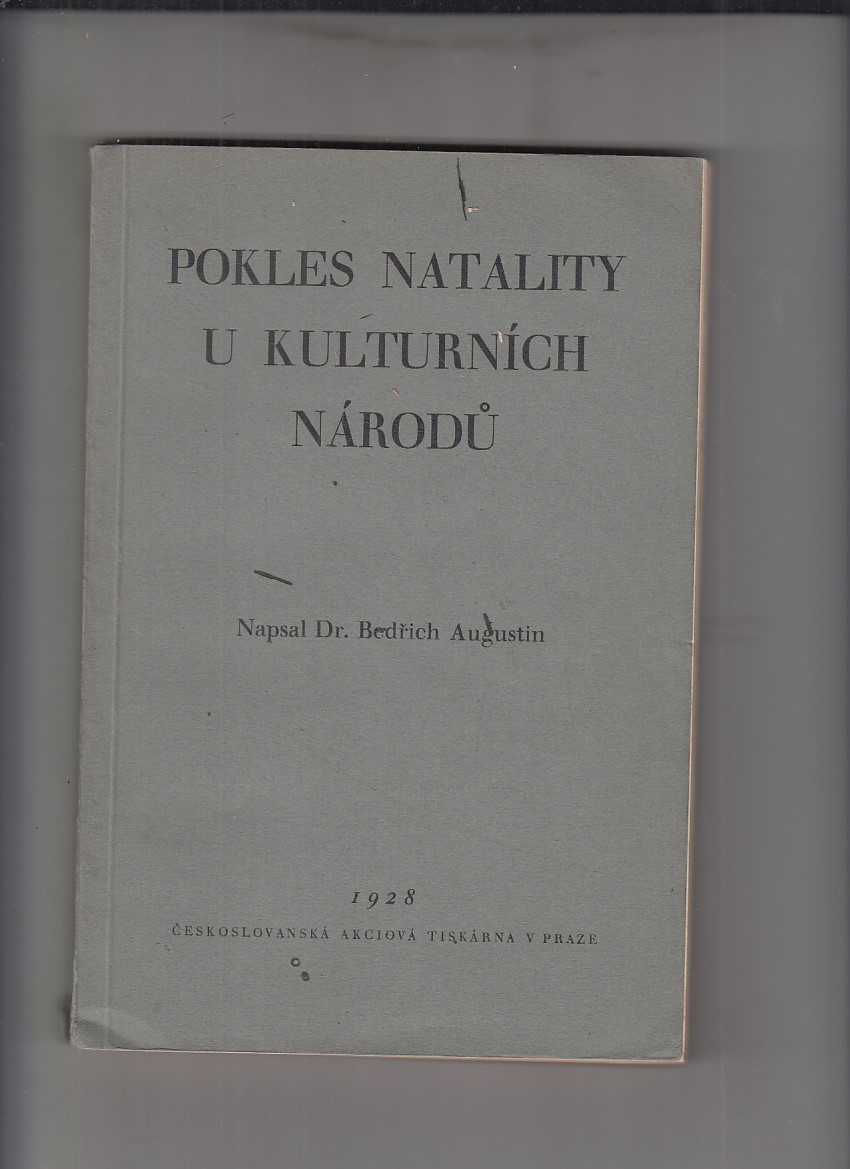 POKLES NATALITY
U KULTURNÍCH
NÁRODŮ
Napsal Dr. Bedřich Augustin
1928
ČESKOSLOVANSKÁ AKCIOVÁ TISKÁRNA V PRAZE